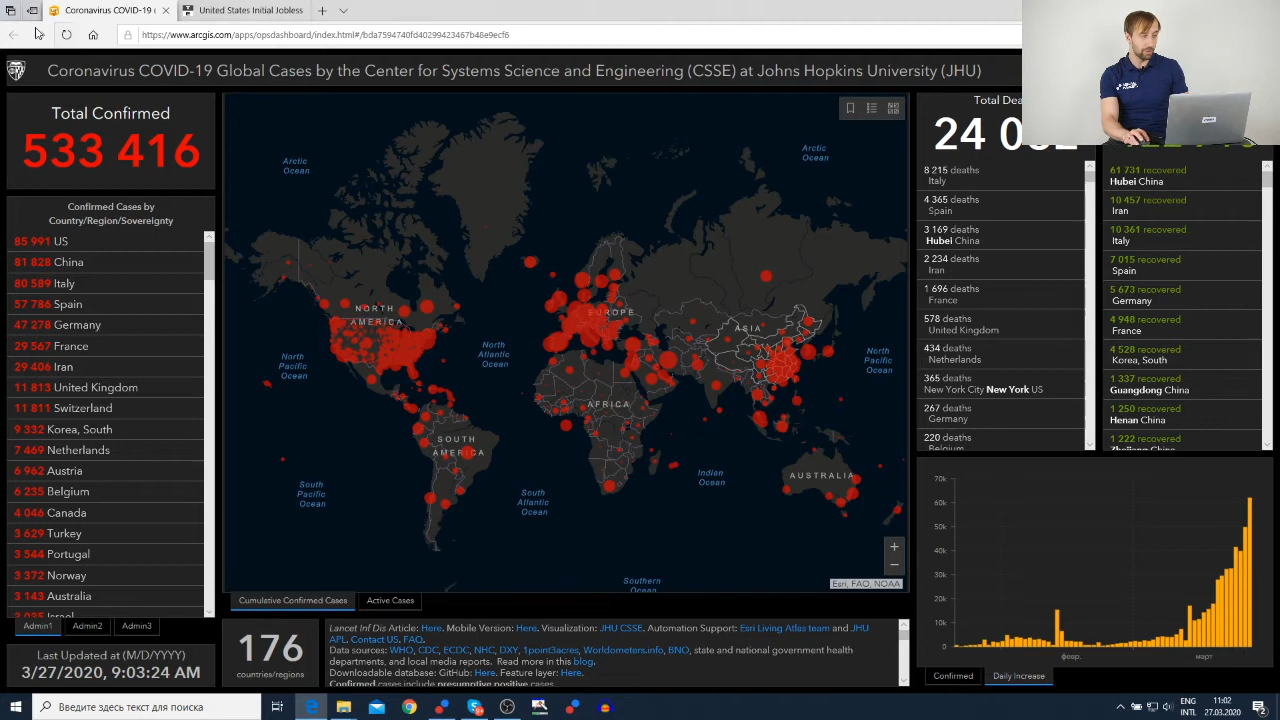 Coronavirus COVID-19
United States Initial Jobless
https://www.arcgis.com/apps/opsdashboard/index.html#/bda7594740fd40299423467b48e9ecf6
Coronavirus COVID-19 Global Cases by the Center for Systems Science and Engineering (CSSE) at Johns Hopkins University (JHU)
Total Confirmed
533 416
Confirmed Cases by
Country/Region/Sovereignty
85 991 US
81 828 China
80 589 Italy
57 786 Spain
47 278 Germany
29 567 France
29 406 Iran
11 813 United Kingdom
11 811 Switzerland
9 332 Korea, South
7 469 Netherlands
6 962 Austria
6 235 Belgium
4 046 Canada
3 629 Turkey
3 544 Portugal
3 372 Norway
3 143 Australia
3 035 Israel
Admin1 Admin2 Admin3
Last Updated at (M/D/YYYY)
3/27/2020, 9:03:24 AM
Arctic
Ocean
Arctic
Ocean
NORTH
AMERICA
EUROPE
ASIA
North
Pacific
Ocean
North
Atlantic
Ocean
North
Pacific
Ocean
AFRICA
SOUTH
AMERICA
AUSTRALIA
South
Pacific
Ocean
South
Atlantic
Ocean
Indian
Ocean
Southern
Ocean
+
−
Esri, FAO, NOAA
Cumulative Confirmed Cases Active Cases
176
countries/regions
Lancet Inf Dis Article: Here. Mobile Version: Here. Visualization: JHU CSSE. Automation Support: Esri Living Atlas team and JHU
API. Contact US. FAQ.
Data sources: WHO, CDC, ECDC, NHC, DXY, 1point3acres, Worldometers.info, BNO, state and national government health
departments, and local media reports. Read more in this blog.
Downloadable database: GitHub: Here. Feature layer: Here.
Confirmed cases include presumptive positive cases
Total
24 0
8 215 deaths
Italy
4 365 deaths
Spain
3 169 deaths
Hubei China
2 234 deaths
Iran
1 696 deaths
France
578 deaths
United Kingdom
434 deaths
Netherlands
365 deaths
New York City New York US
267 deaths
Germany
220 deaths
Belgium
61 731 recovered
Hubei China
10 457 recovered
Iran
10 361 recovered
Italy
7 015 recovered
Spain
5 673 recovered
Germany
4 948 recovered
France
4 528 recovered
Korea, South
1 337 recovered
Guangdong China
1 250 recovered
Henan China
1 222 recovered
Zhejiang China
70k
60k
50k
40k
30k
20k
10k
0
февр. март
Confirmed Daily Increase
Введите здесь текст для поиска
ENG
INTL
11:02
27.03.2020
2